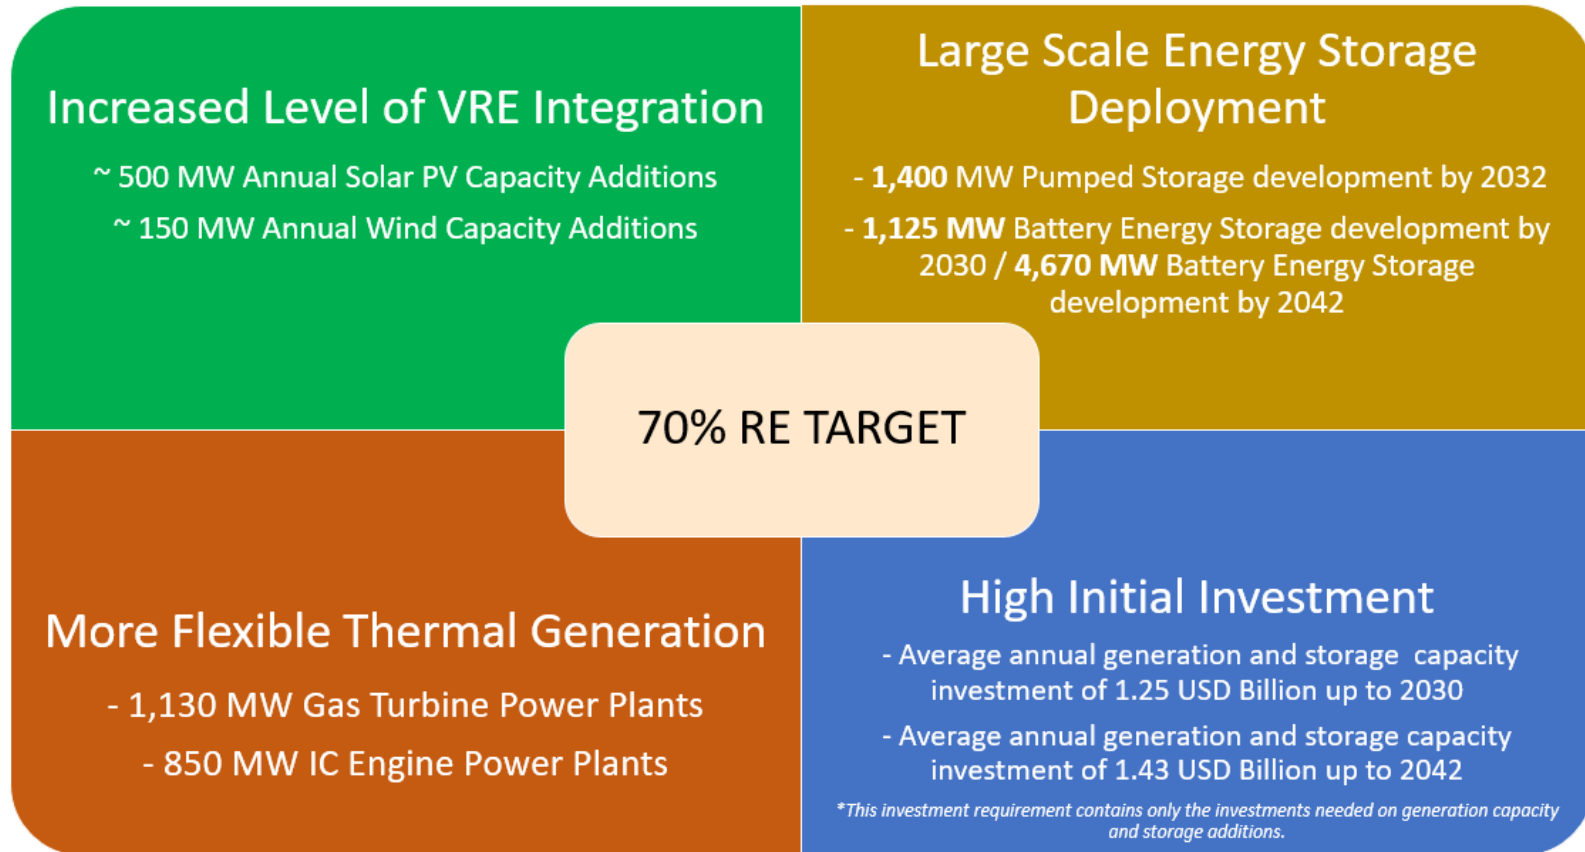 Increased Level of VRE Integration
~ 500 MW Annual Solar PV Capacity Additions
~ 150 MW Annual Wind Capacity Additions
Large Scale Energy Storage
Deployment
- 1,400 MW Pumped Storage development by 2032
- 1,125 MW Battery Energy Storage development by
2030 / 4,670 MW Battery Energy Storage
development by 2042
70% RE TARGET
More Flexible Thermal Generation
- 1,130 MW Gas Turbine Power Plants
- 850 MW IC Engine Power Plants
High Initial Investment
- Average annual generation and storage capacity
investment of 1.25 USD Billion up to 2030
- Average annual generation and storage capacity
investment of 1.43 USD Billion up to 2042
*This investment requirement contains only the investments needed on generation capacity
and storage additions.